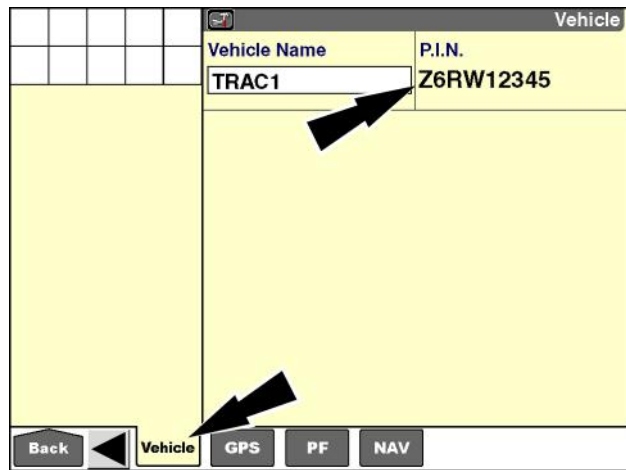 Vehicle
Vehicle Name
P.I.N.
TRAC1
Z6RW12345
Back
Vehicle
GPS
PF
NAV